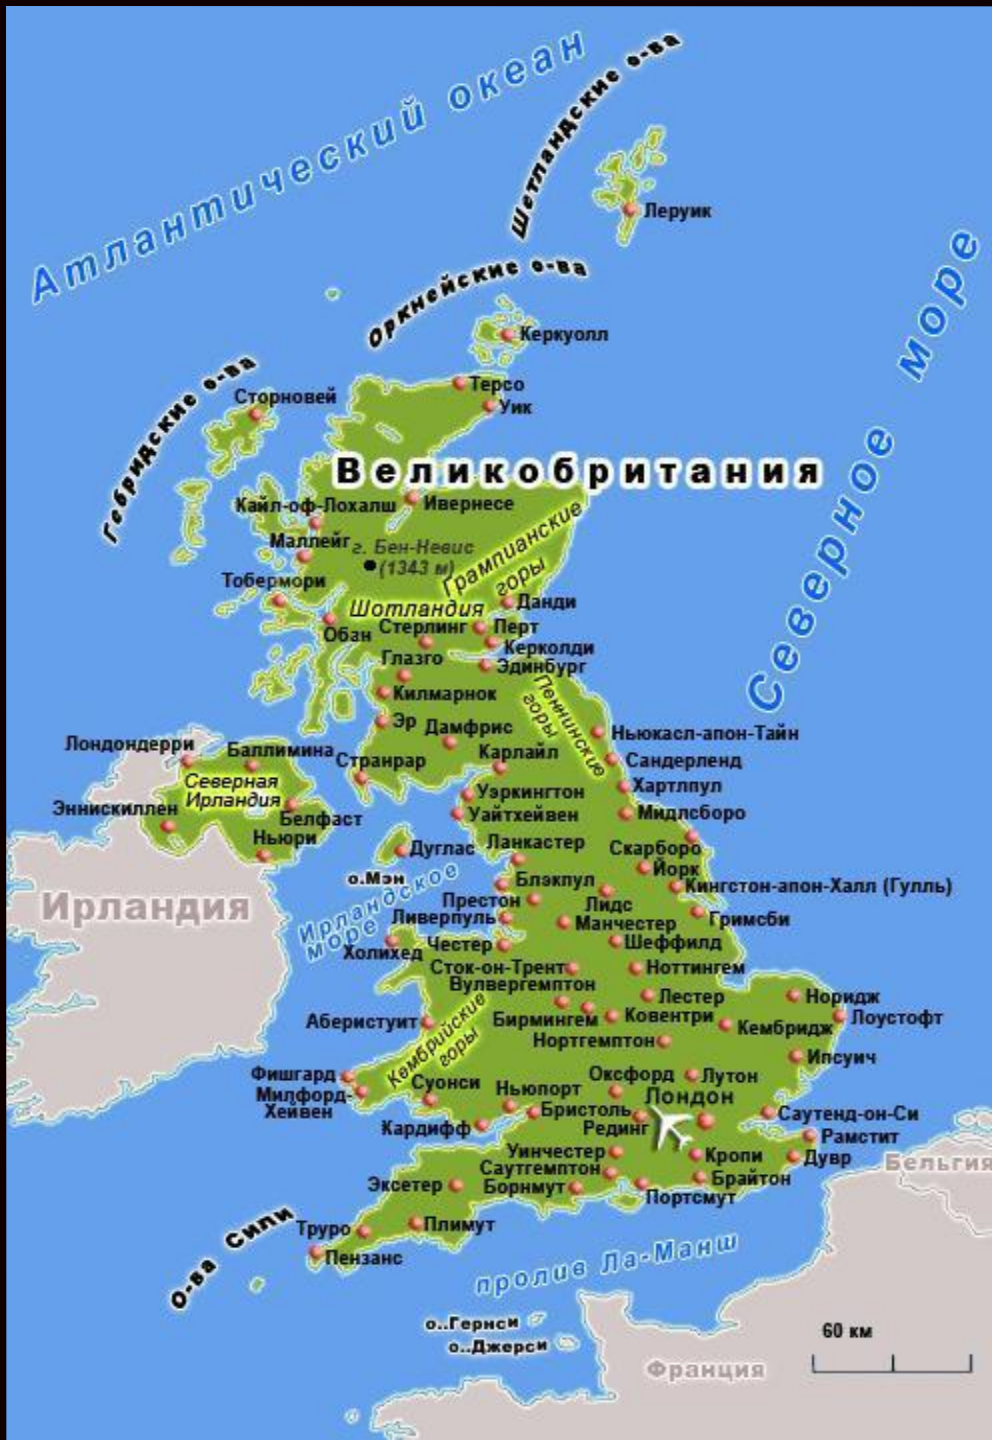 Атлантический океан
Шетландские о-ва
Леруик
Северное море
Оркнейские о-ва
Керкуолл
Гебридские о-ва
Сторновей
Терсо
Уик
Великобритания
Кайл-оф-Лохалш
Ивернесе
Маллейг
г. Бен-Невис
(1343 м)
Грампианские
горы
Тобермори
Шотландия
Данди
Обан
Стерлинг
Перт
Керколди
Глазго
Эдинбург
Килмарнок
Пеннинские
горы
Эр
Дамфрис
Ньюкасл-апон-Тайн
Лондондерри
Баллимина
Странрар
Карлайл
Сандерленд
Северная
Ирландия
Уэркингтон
Хартлпул
Эннискиллен
Белфаст
Уайтхейвен
Мидлсборо
Ньюри
Дуглас
Ланкастер
Скарборо
о.Мэн
Блэкпул
Йорк
Кингстон-апон-Халл (Гулль)
Ирландия
Ирландское
море
Престон
Лидс
Ливерпуль
Манчестер
Гримсби
Холихед
Честер
Шеффилд
Сток-он-Трент
Ноттингем
Вулвергемптон
Лестер
Норидж
Аберистуит
Кембрийские
горы
Бирмингем
Ковентри
Кембридж
Лоустофт
Нортгемптон
Ипсуич
Фишгард
Суонси
Оксфорд
Лутон
Милфорд-
Хейвен
Ньюпорт
Лондон
Кардифф
Бристоль
Рединг
Саутенд-он-Си
Рамстит
Уинчестер
Кропи
Дувр
Бельгия
Эксетер
Саутгемптон
Борнмут
Брайтон
Портсмут
О-ва Сили
Труро
Плимут
Пензанс
пролив Ла-Манш
о..Гернси
о..Джерси
60 км
Франция